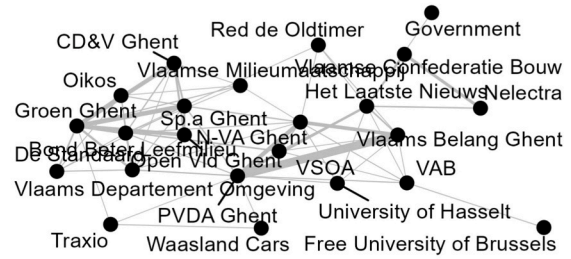 Red de Oldtimer
Government
CD&V Ghent
Vlaamse Milieumaatschappij
Vlaamse Confederatie Bouw
Oikos
Het Laatste Nieuws
Nelectra
Groen Ghent
Sp.a Ghent
N-VA Ghent
Vlaams Belang Ghent
Bond Beter Leefmilieu
De Standaard
Open Vld Ghent
VSOA
VAB
Vlaams Departement Omgeving
PVDA Ghent
University of Hasselt
Traxio
Waasland Cars
Free University of Brussels